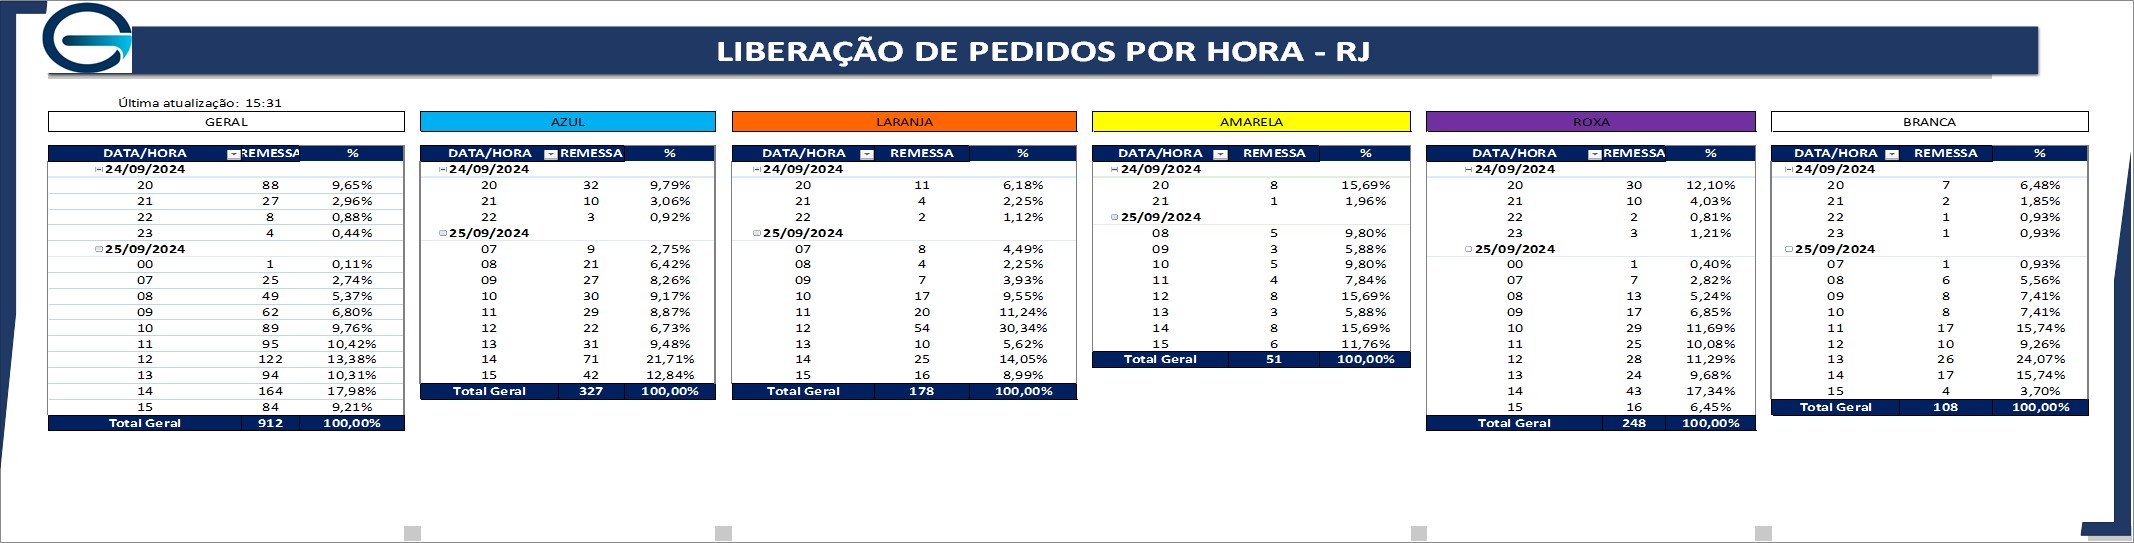 LIBERAÇÃO DE PEDIDOS POR HORA - RJ
Última atualização: 15:31
GERAL
DATA/HORA REMESSA %
24/09/2024
20 88 9,65%
21 27 2,96%
22 8 0,88%
23 4 0,44%
25/09/2024
00 1 0,11%
07 25 2,74%
08 49 5,37%
09 62 6,80%
10 89 9,76%
11 95 10,42%
12 122 13,38%
13 94 10,31%
14 164 17,98%
15 84 9,21%
Total Geral 912 100,00%
AZUL
DATA/HORA REMESSA %
24/09/2024
20 32 9,79%
21 10 3,06%
22 3 0,92%
25/09/2024
07 9 2,75%
08 21 6,42%
09 27 8,26%
10 30 9,17%
11 29 8,87%
12 22 6,73%
13 31 9,48%
14 71 21,71%
15 42 12,84%
Total Geral 327 100,00%
LARANJA
DATA/HORA REMESSA %
24/09/2024
20 11 6,18%
21 4 2,25%
22 2 1,12%
25/09/2024
07 8 4,49%
08 4 2,25%
09 7 3,93%
10 17 9,55%
11 20 11,24%
12 54 30,34%
13 10 5,62%
14 25 14,05%
15 16 8,99%
Total Geral 178 100,00%
AMARELA
DATA/HORA REMESSA %
24/09/2024
20 8 15,69%
21 1 1,96%
25/09/2024
08 5 9,80%
09 3 5,88%
10 5 9,80%
11 4 7,84%
12 8 15,69%
13 3 5,88%
14 8 15,69%
15 6 11,76%
Total Geral 51 100,00%
ROXA
DATA/HORA REMESSA %
24/09/2024
20 30 12,10%
21 10 4,03%
22 2 0,81%
23 3 1,21%
25/09/2024
00 1 0,40%
07 7 2,82%
08 13 5,24%
09 17 6,85%
10 29 11,69%
11 25 10,08%
12 28 11,29%
13 24 9,68%
14 43 17,34%
15 16 6,45%
Total Geral 248 100,00%
BRANCA
DATA/HORA REMESSA %
24/09/2024
20 7 6,48%
21 2 1,85%
22 1 0,93%
23 1 0,93%
25/09/2024
07 1 0,93%
08 6 5,56%
09 8 7,41%
10 8 7,41%
11 17 15,74%
12 10 9,26%
13 26 24,07%
14 17 15,74%
15 4 3,70%
Total Geral 108 100,00%